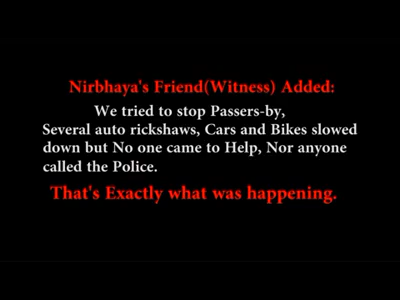 Nirbhaya's Friend(Witness) Added:
We tried to stop Passers-by,
Several auto rickshaws, Cars and Bikes slowed
down but No one came to Help, Nor anyone
called the Police.
That's Exactly what was happening.